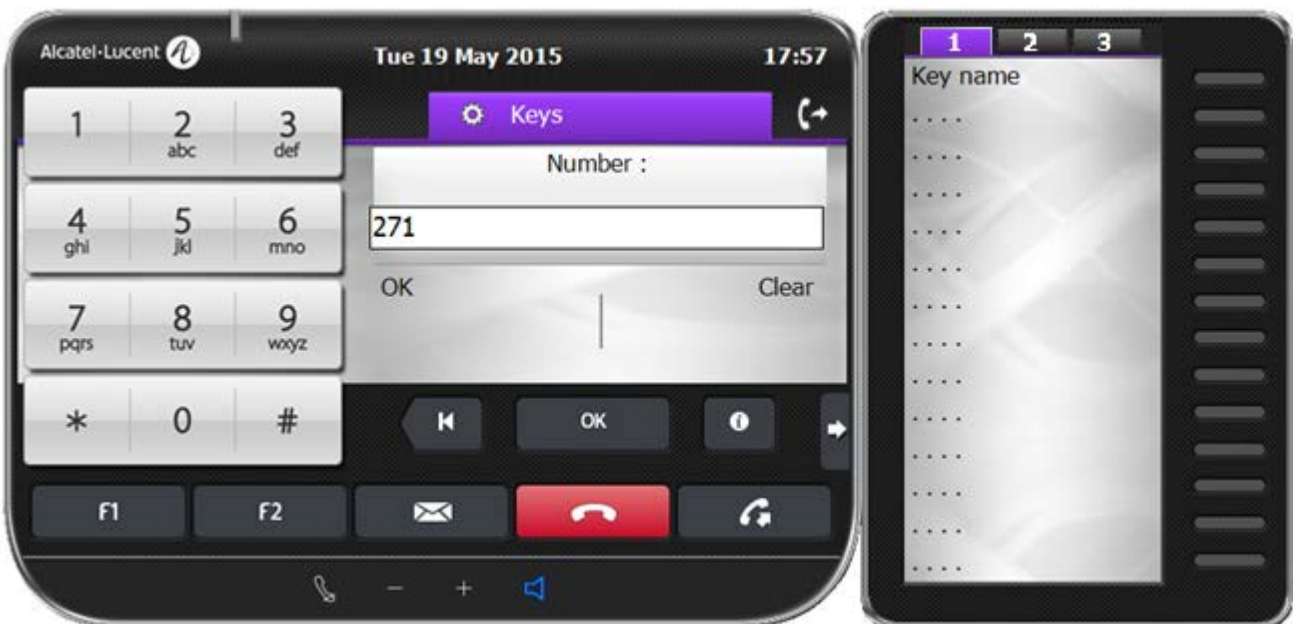 Alcatel·Lucent
Tue 19 May 2015 17:57
Keys
1 2 abc 3 def
4 ghi 5 jkl 6 mno
7 pqrs 8 tuv 9 wxyz
* 0 #
Number :
271
OK Clear
OK
F1 F2
- +
1 2 3
Key name
. . . .
. . . .
. . . .
. . . .
. . . .
. . . .
. . . .
. . . .
. . . .
. . . .
. . . .
. . . .
. . . .